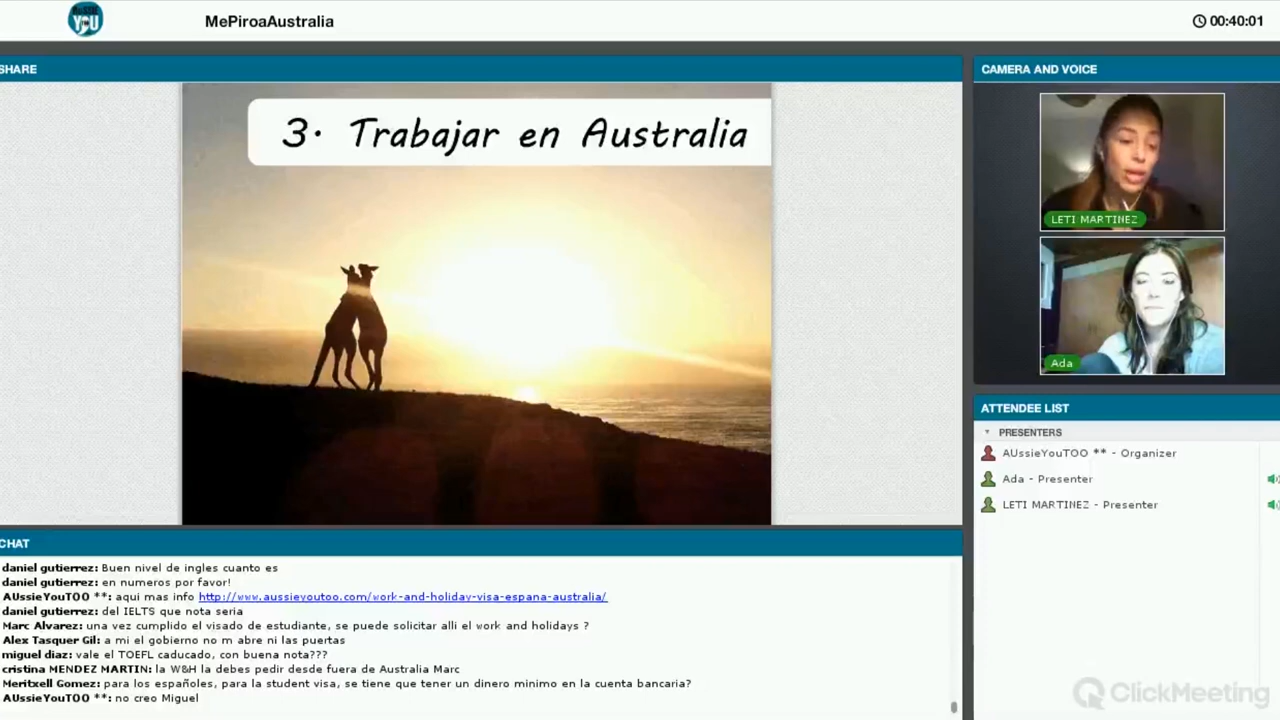 AUSSIE
YOU
MePiroaAustralia
00:40:01
SHARE
3. Trabajar en Australia
CAMERA AND VOICE
LETI MARTINEZ
Ada
ATTENDEE LIST
PRESENTERS
AUssieYouTOO ** - Organizer
Ada - Presenter
LETI MARTINEZ - Presenter
CHAT
daniel gutierrez: Buen nivel de ingles cuanto es
daniel gutierrez: en numeros por favor!
AUssieYouTOO **: aqui mas info http://www.aussieyoutoo.com/work-and-holiday-visa-espana-australia/
daniel gutierrez: del IELTS que nota seria
Marc Alvarez: una vez cumplido el visado de estudiante, se puede solicitar alli el work and holidays ?
Alex Tasquer Gil: a mi el gobierno no m abre ni las puertas
miguel diaz: vale el TOEFL caducado, con buena nota???
cristina MENDEZ MARTIN: la W&H la debes pedir desde fuera de Australia Marc
Meritxell Gomez: para los españoles, para la student visa, se tiene que tener un dinero minimo en la cuenta bancaria?
AUssieYouTOO **: no creo Miguel
ClickMeeting